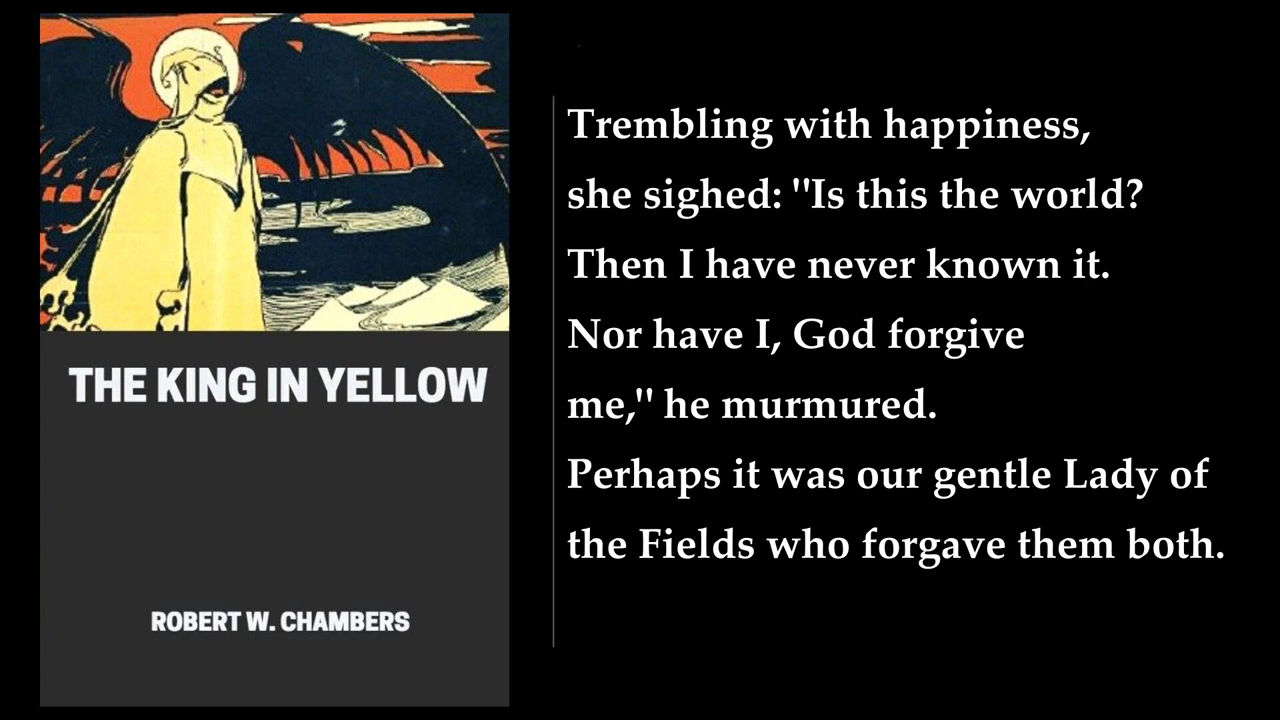 THE KING IN YELLOW
ROBERT W. CHAMBERS
Trembling with happiness,
she sighed: "Is this the world?
Then I have never known it.
Nor have I, God forgive
me," he murmured.
Perhaps it was our gentle Lady of
the Fields who forgave them both.